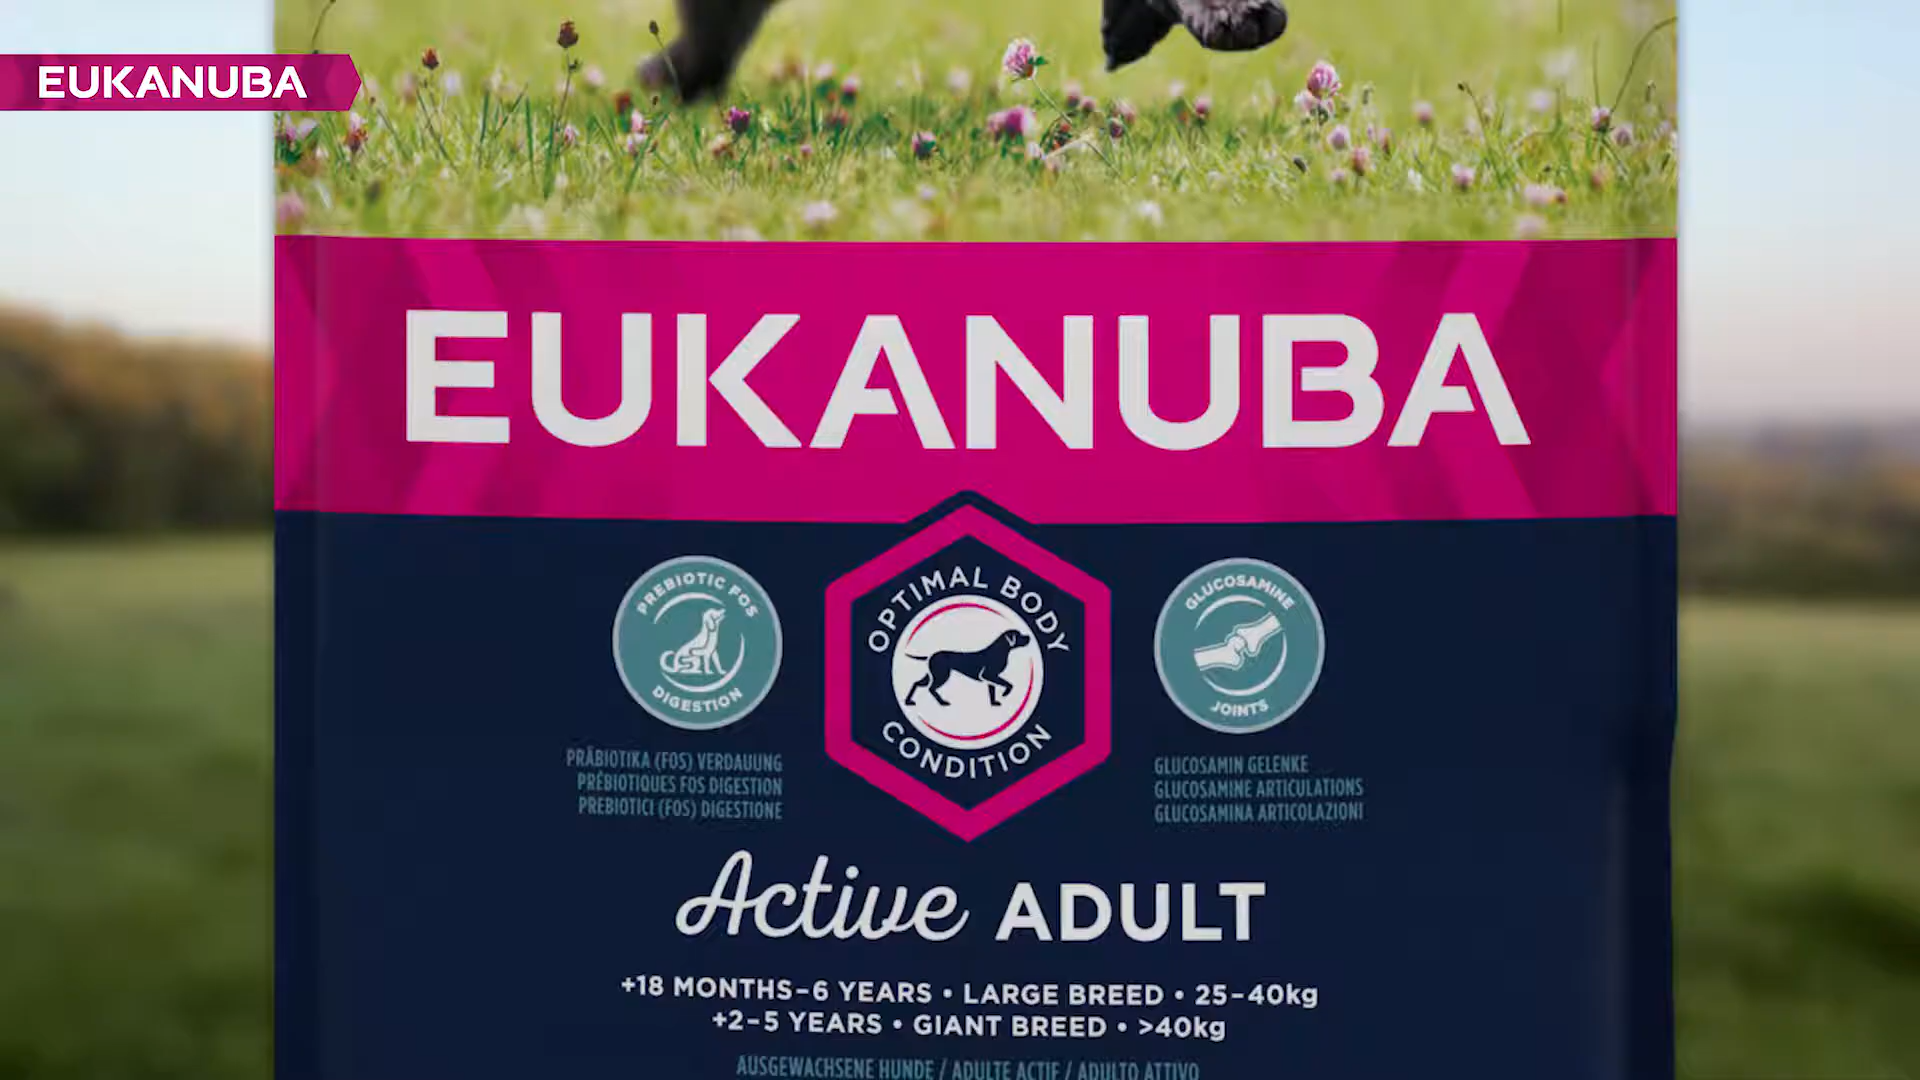 EUKANUBA
EUKANUBA
PREBIOTIC FOS
DIGESTION
OPTIMAL BODY
CONDITION
GLUCOSAMINE
JOINTS
PRÄBIOTIKA (FOS) VERDAUUNG
PRÉBIOTIQUES FOS DIGESTION
PREBIOTICI (FOS) DIGESTIONE
GLUCOSAMIN GELENKE
GLUCOSAMINE ARTICULATIONS
GLUCOSAMINA ARTICOLAZIONI
Active ADULT
+18 MONTHS–6 YEARS • LARGE BREED • 25–40kg
+2–5 YEARS • GIANT BREED • >40kg
AUSGEWACHSENE HUNDE / ADULTE ACTIF / ADULTO ATTIVO